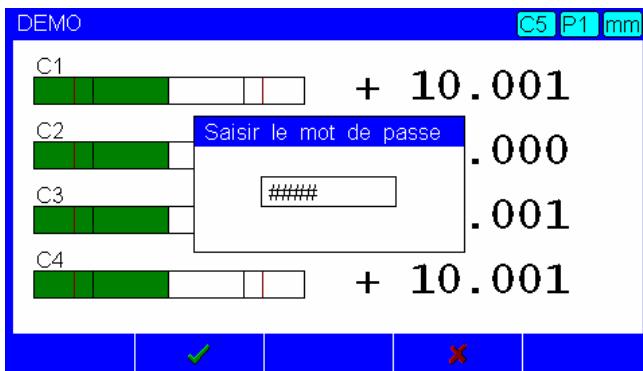 DEMO C5 P1 mm
C1
+ 10.001
C2
Saisir le mot de passe
.000
####
C3
.001
C4
+ 10.001